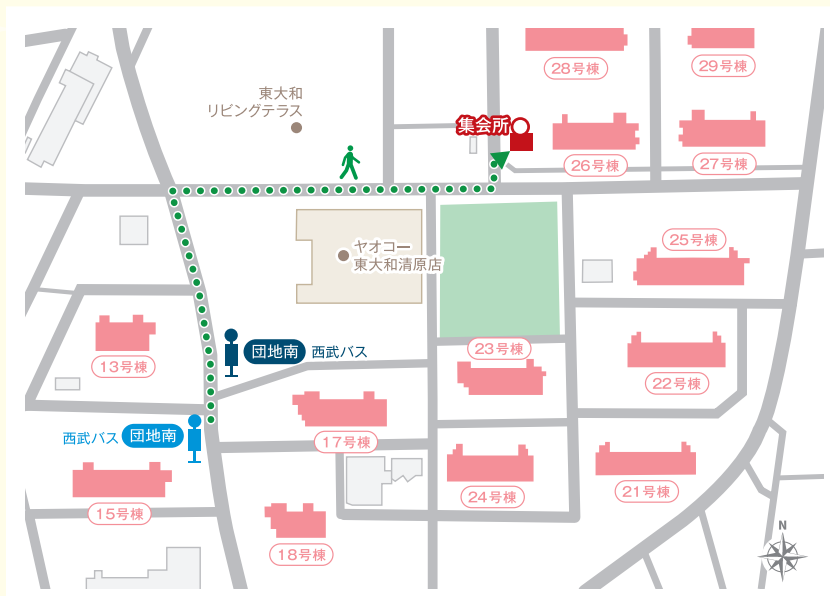 28号棟
29号棟
東大和
リビングテラス
集会所
26号棟
27号棟
25号棟
ヤオコー
東大和清原店
団地南 西武バス
23号棟
13号棟
22号棟
西武バス 団地南
17号棟
24号棟
21号棟
15号棟
18号棟
N